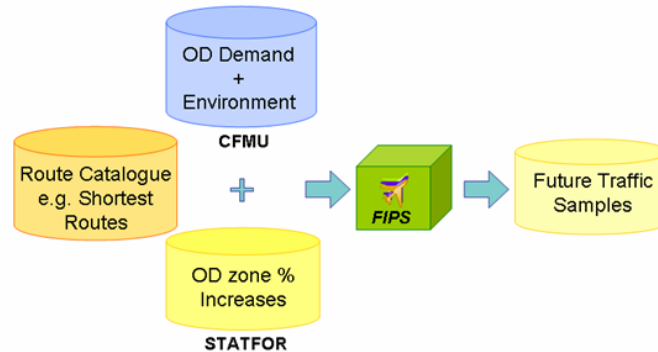 OD Demand
+
Environment
CFMU
Route Catalogue
e.g. Shortest
Routes
+
FIPS
Future Traffic
Samples
OD zone %
Increases
STATFOR